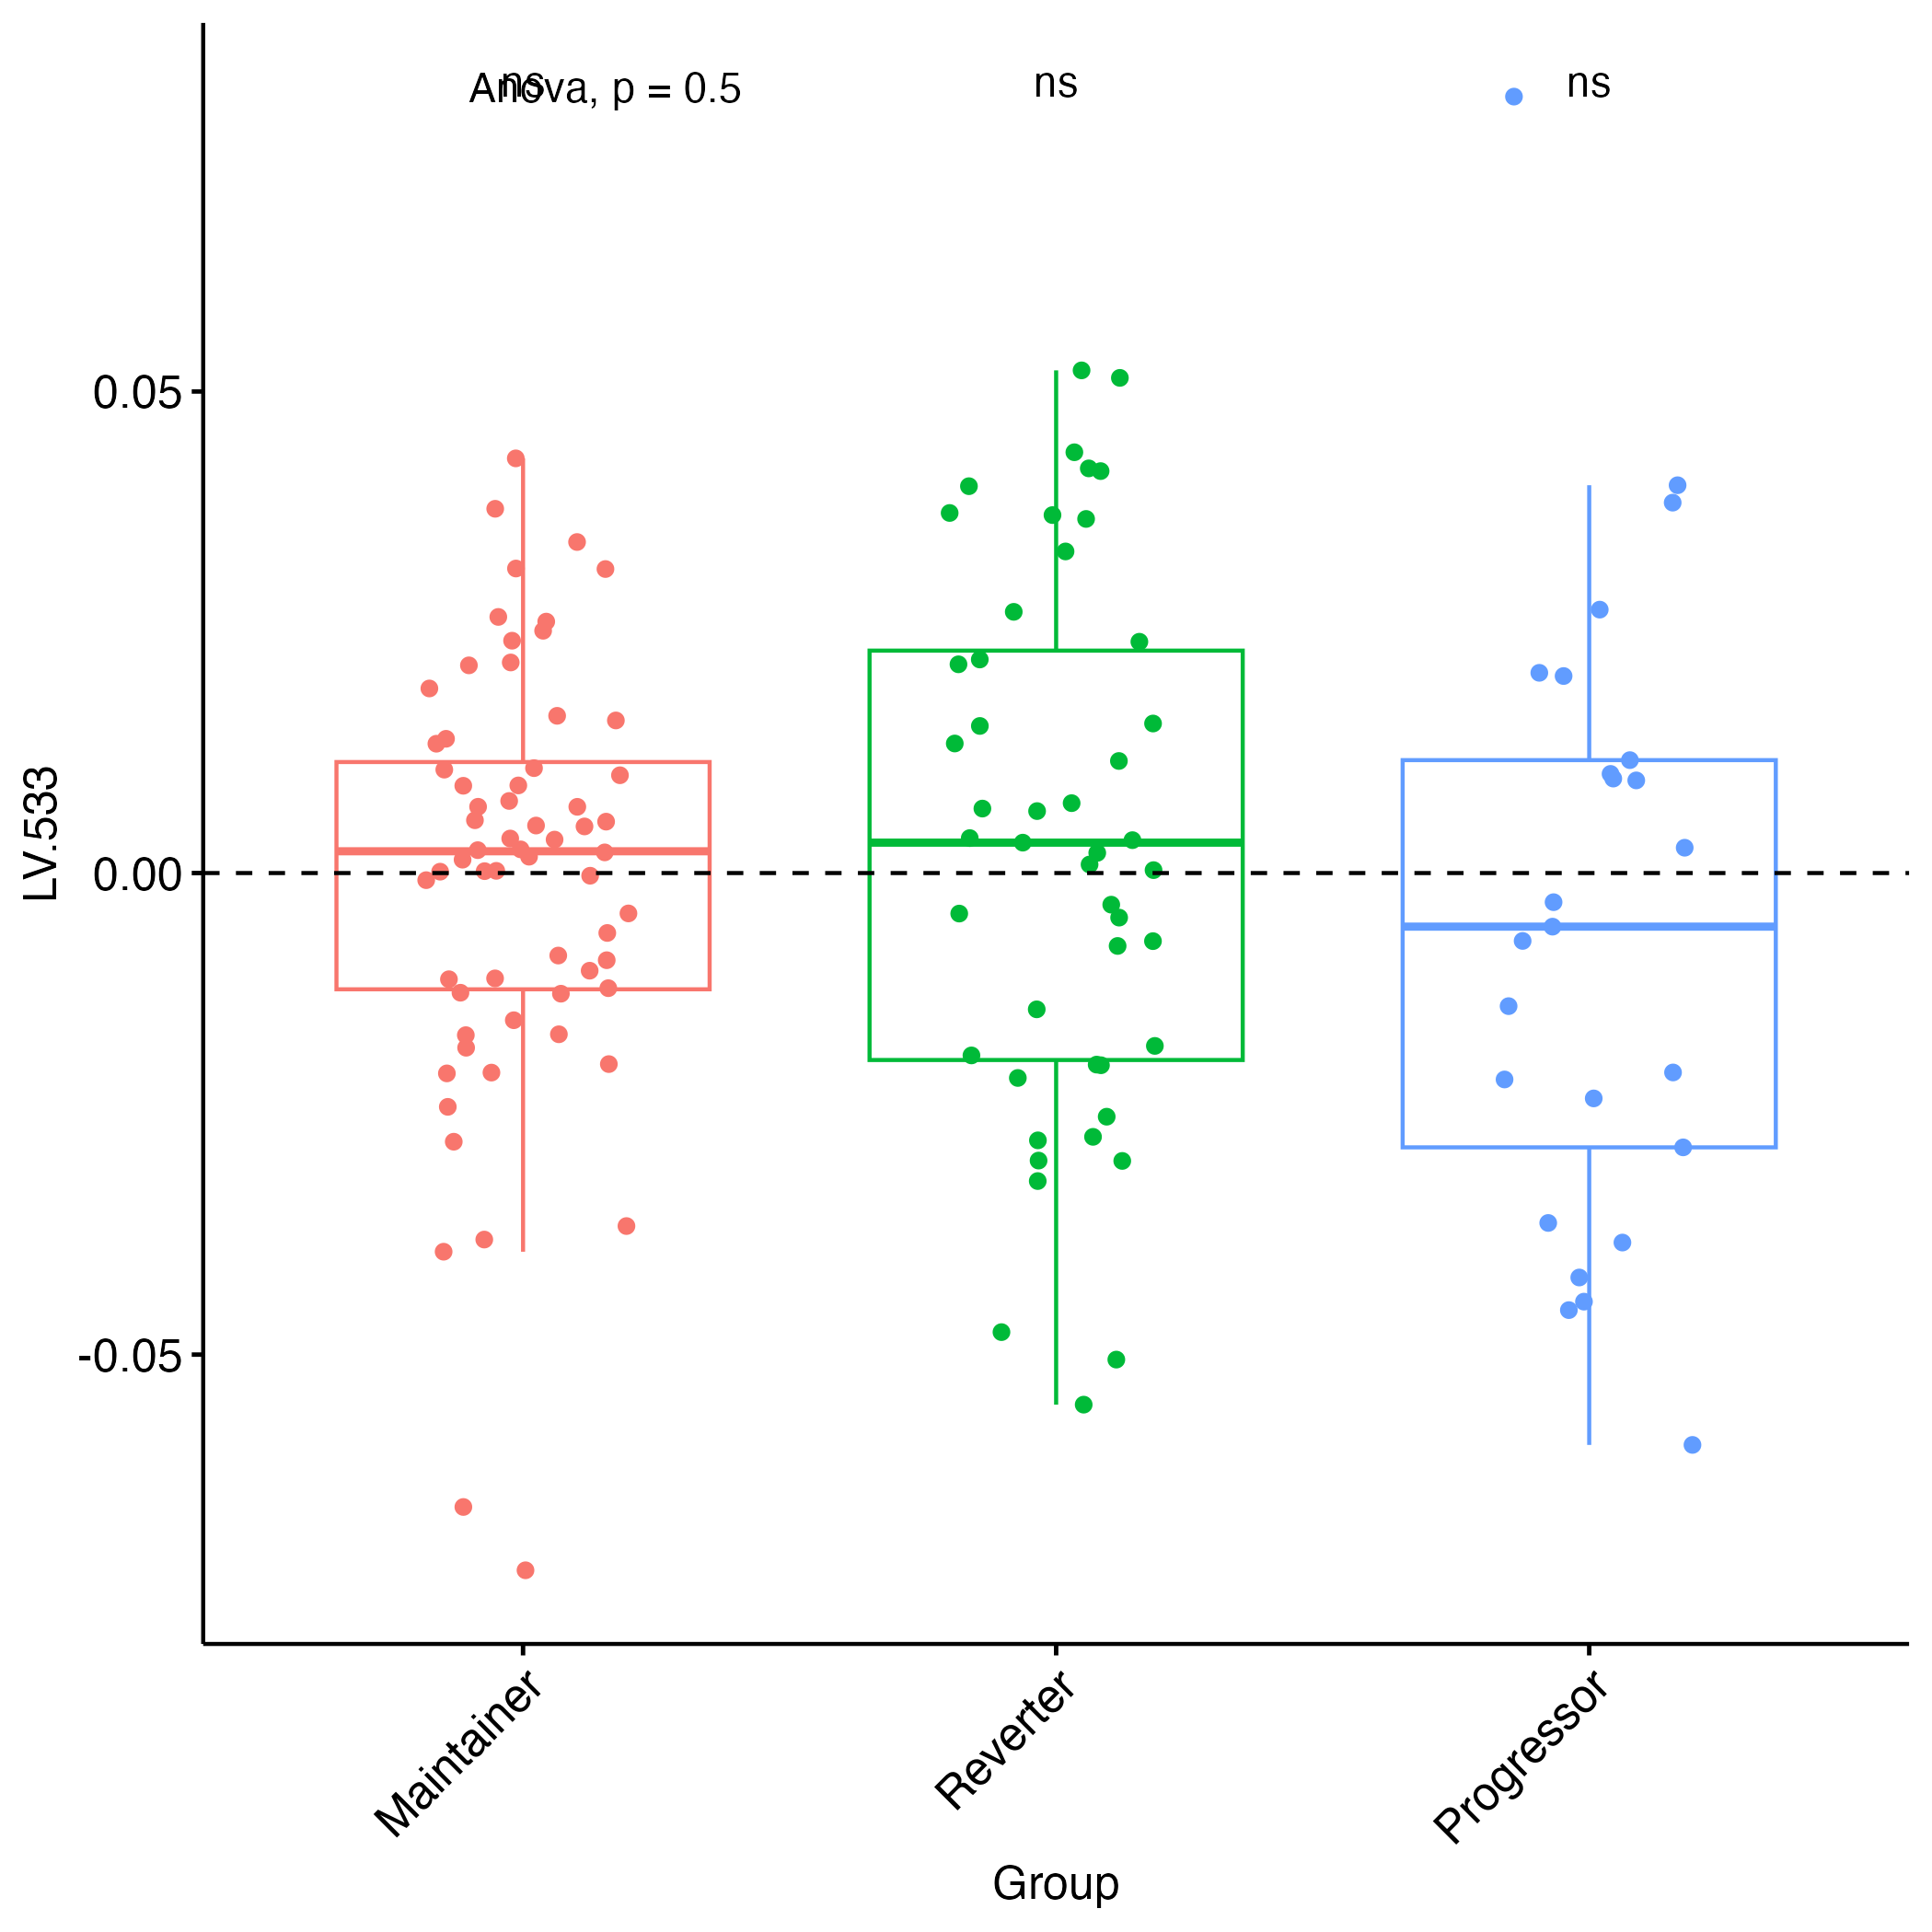 Anova, p = 0.5
ns
ns
ns
0.05
0.00
-0.05
LV.533
Maintainer
Reverter
Progressor
Group